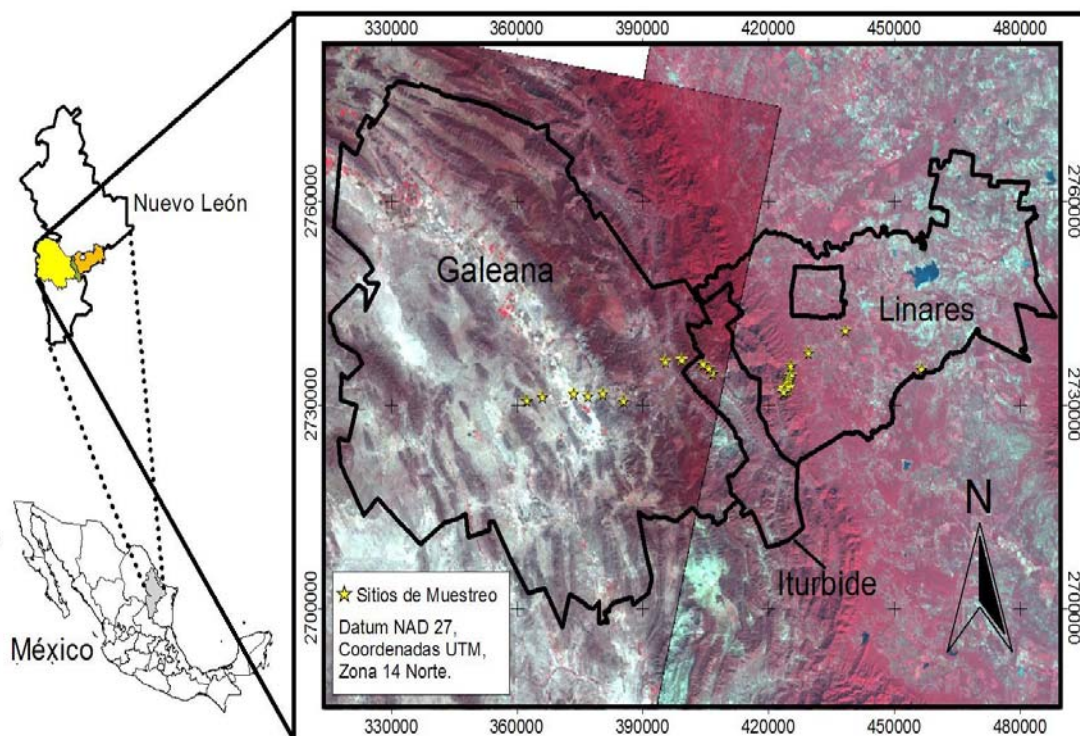 330000 360000 390000 420000 450000 480000
Nuevo León
2760000
2760000
Galeana
Linares
2730000
2730000
N
Iturbide
Sitios de Muestreo
Datum NAD 27,
Coordenadas UTM,
Zona 14 Norte.
2700000
2700000
México
330000 360000 390000 420000 450000 480000